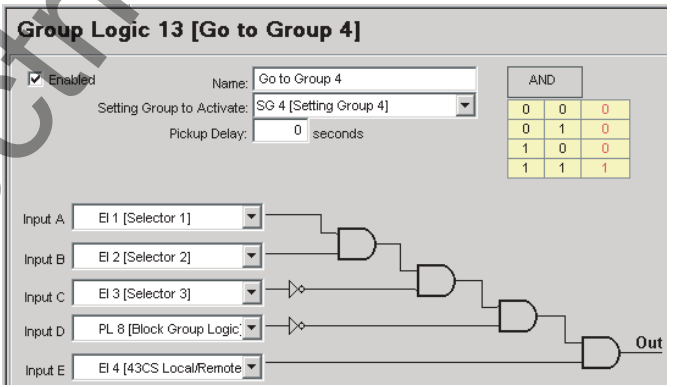 Group Logic 13 [Go to Group 4]
Enabled
Name: Go to Group 4
Setting Group to Activate: SG 4 [Setting Group 4]
Pickup Delay: 0 seconds
AND
0 0 0
0 1 0
1 0 0
1 1 1
Input A EI 1 [Selector 1]
Input B EI 2 [Selector 2]
Input C EI 3 [Selector 3]
Input D PL 8 [Block Group Logic]
Input E EI 4 [43CS Local/Remote
Out